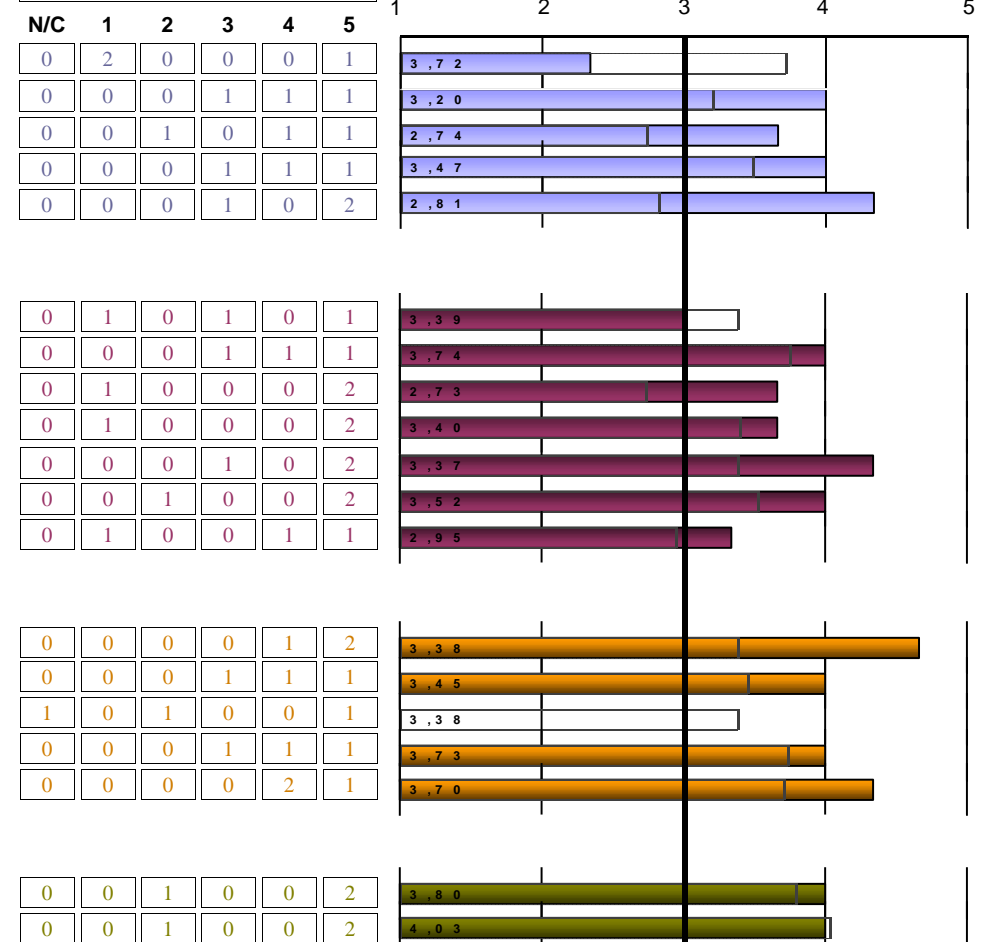 1 2 3 4 5
N/C 1 2 3 4 5
0 2 0 0 0 1 3,72
0 0 0 1 1 1 3,20
0 0 1 0 1 1 2,74
0 0 0 1 1 1 3,47
0 0 0 1 0 2 2,81
0 1 0 1 0 1 3,39
0 0 0 1 1 1 3,74
0 1 0 0 0 2 2,73
0 1 0 0 0 2 3,40
0 0 0 1 0 2 3,37
0 0 1 0 0 2 3,52
0 1 0 0 1 1 2,95
0 0 0 0 1 2 3,38
0 0 0 1 1 1 3,45
1 0 1 0 0 1 3,38
0 0 0 1 1 1 3,73
0 0 0 0 2 1 3,70
0 0 1 0 0 2 3,80
0 0 1 0 0 2 4,03